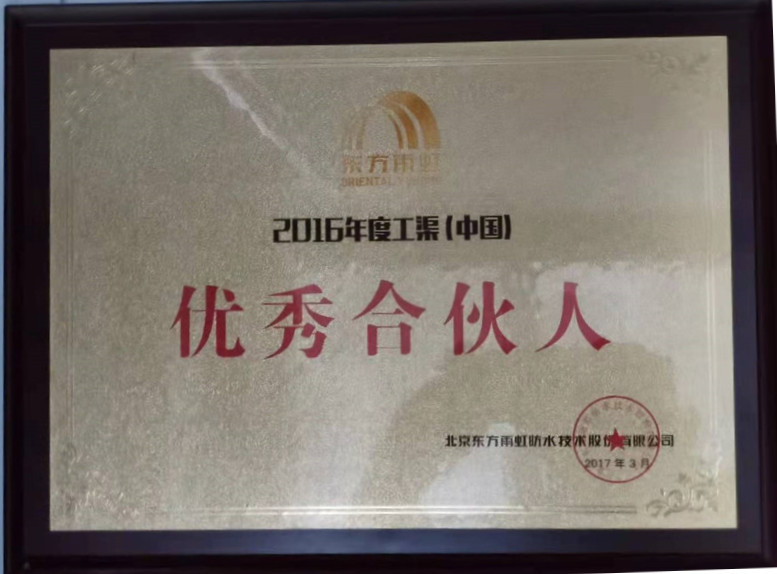 东方雨虹
ORIENTAL
2016年度工渠(中国)
优秀合伙人
北京东方雨虹防水技术股份有限公司
2017年3月